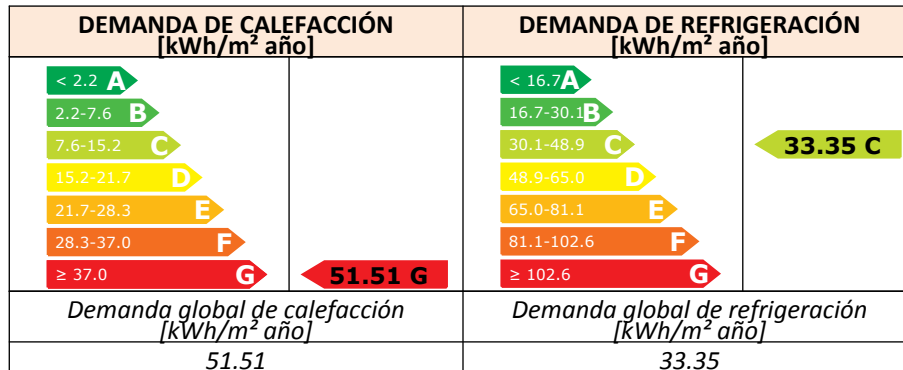 DEMANDA DE CALEFACCIÓN
[kWh/m² año]
DEMANDA DE REFRIGERACIÓN
[kWh/m² año]
< 2.2 A
2.2-7.6 B
7.6-15.2 C
15.2-21.7 D
21.7-28.3 E
28.3-37.0 F
≥ 37.0 G
51.51 G
< 16.7 A
16.7-30.1 B
30.1-48.9 C
48.9-65.0 D
65.0-81.1 E
81.1-102.6 F
≥ 102.6 G
33.35 C
Demanda global de calefacción
[kWh/m² año]
Demanda global de refrigeración
[kWh/m² año]
51.51
33.35